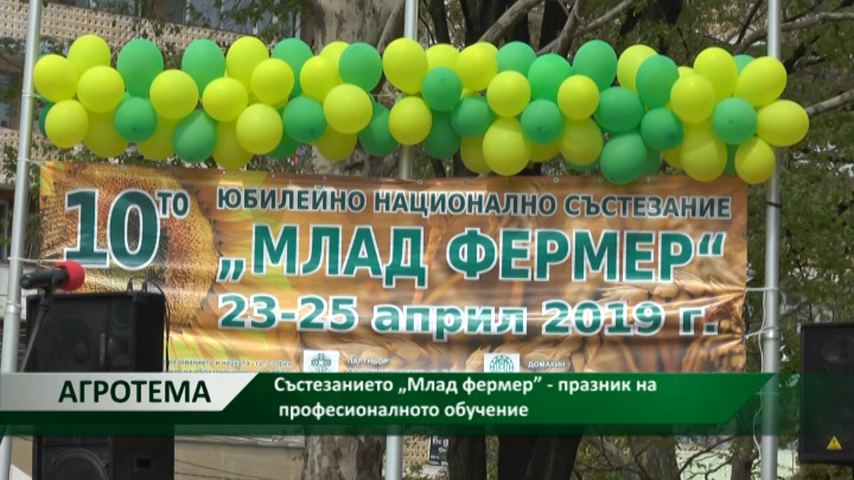 10ТО ЮБИЛЕЙНО НАЦИОНАЛНО СЪСТЕЗАНИЕ
„МЛАД ФЕРМЕР“
23-25 април 2019 г.
ПАРТНЬОР
ДОМАКИН
АГРОТЕМА
Състезанието „Млад фермер” - празник на
професионалното обучение